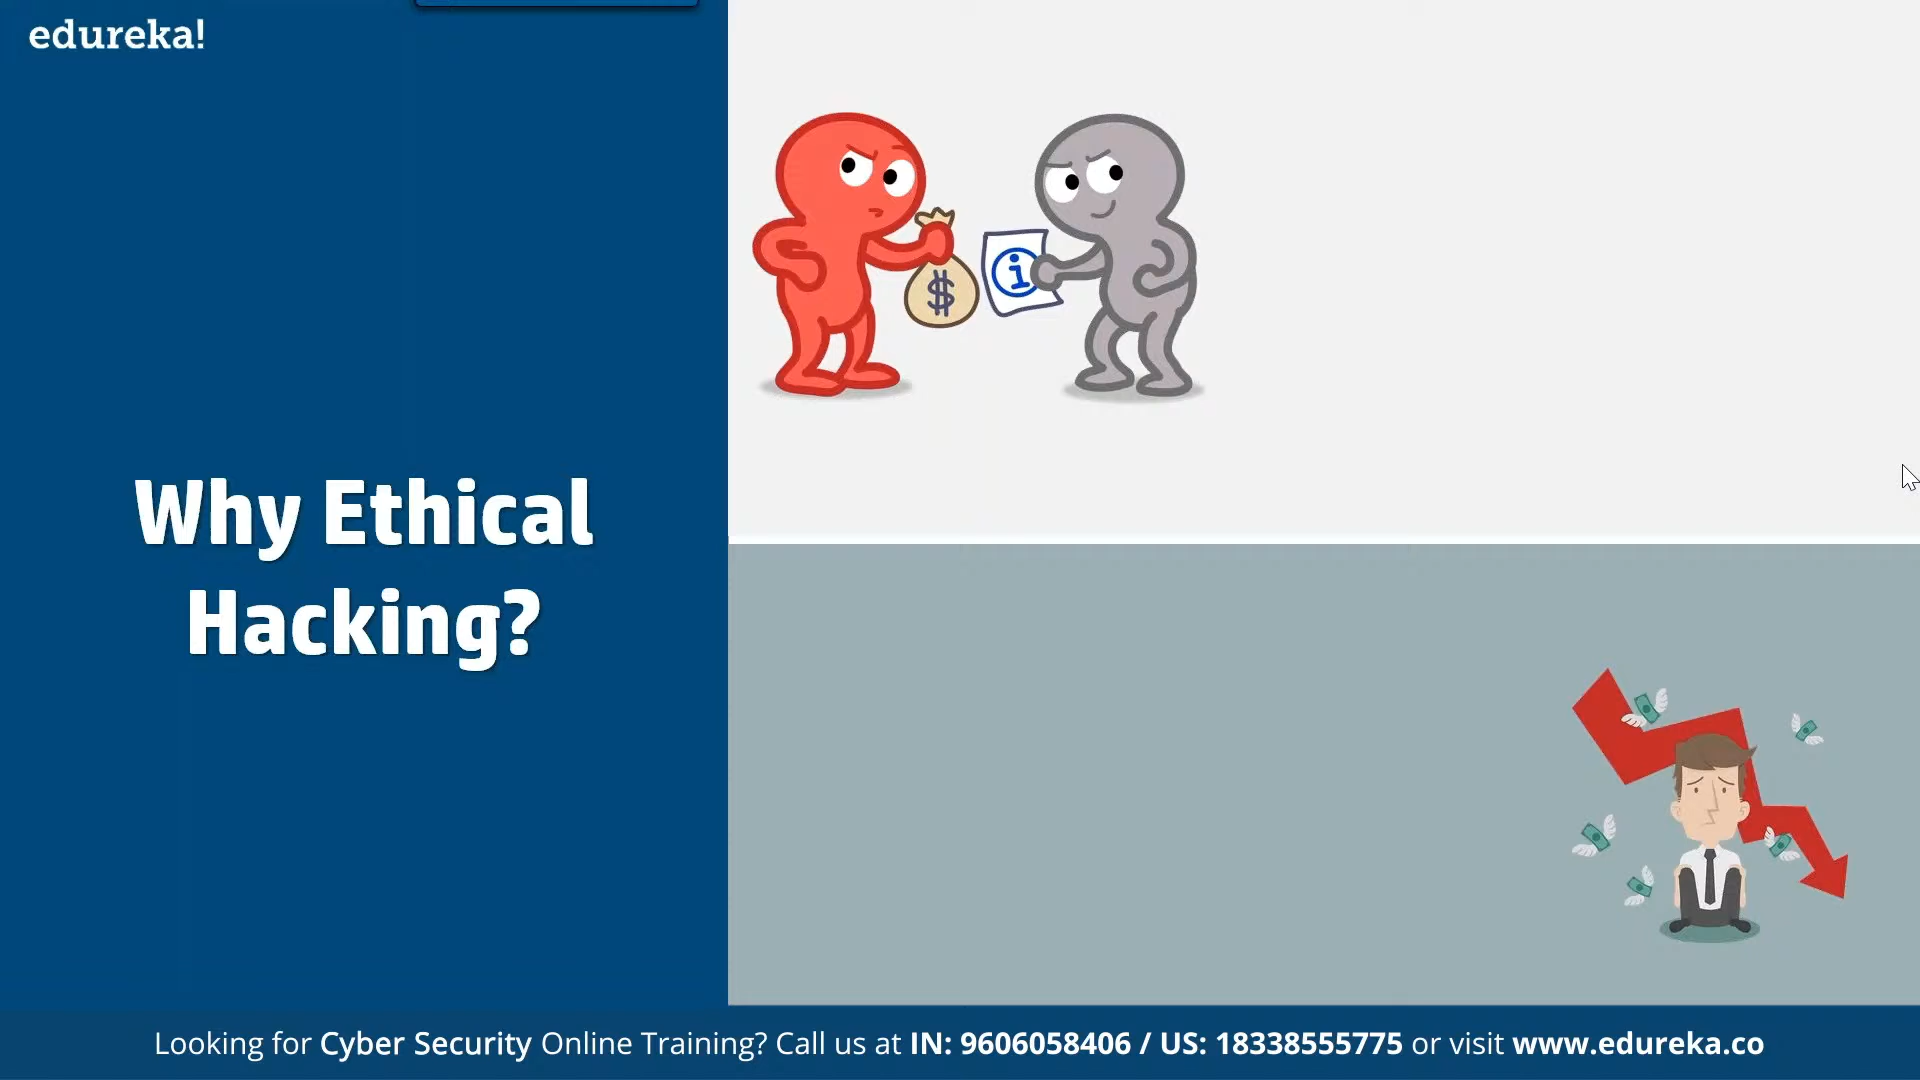 edureka!
$
i
Why Ethical
Hacking?
Looking for Cyber Security Online Training? Call us at IN: 9606058406 / US: 18338555775 or visit www.edureka.co